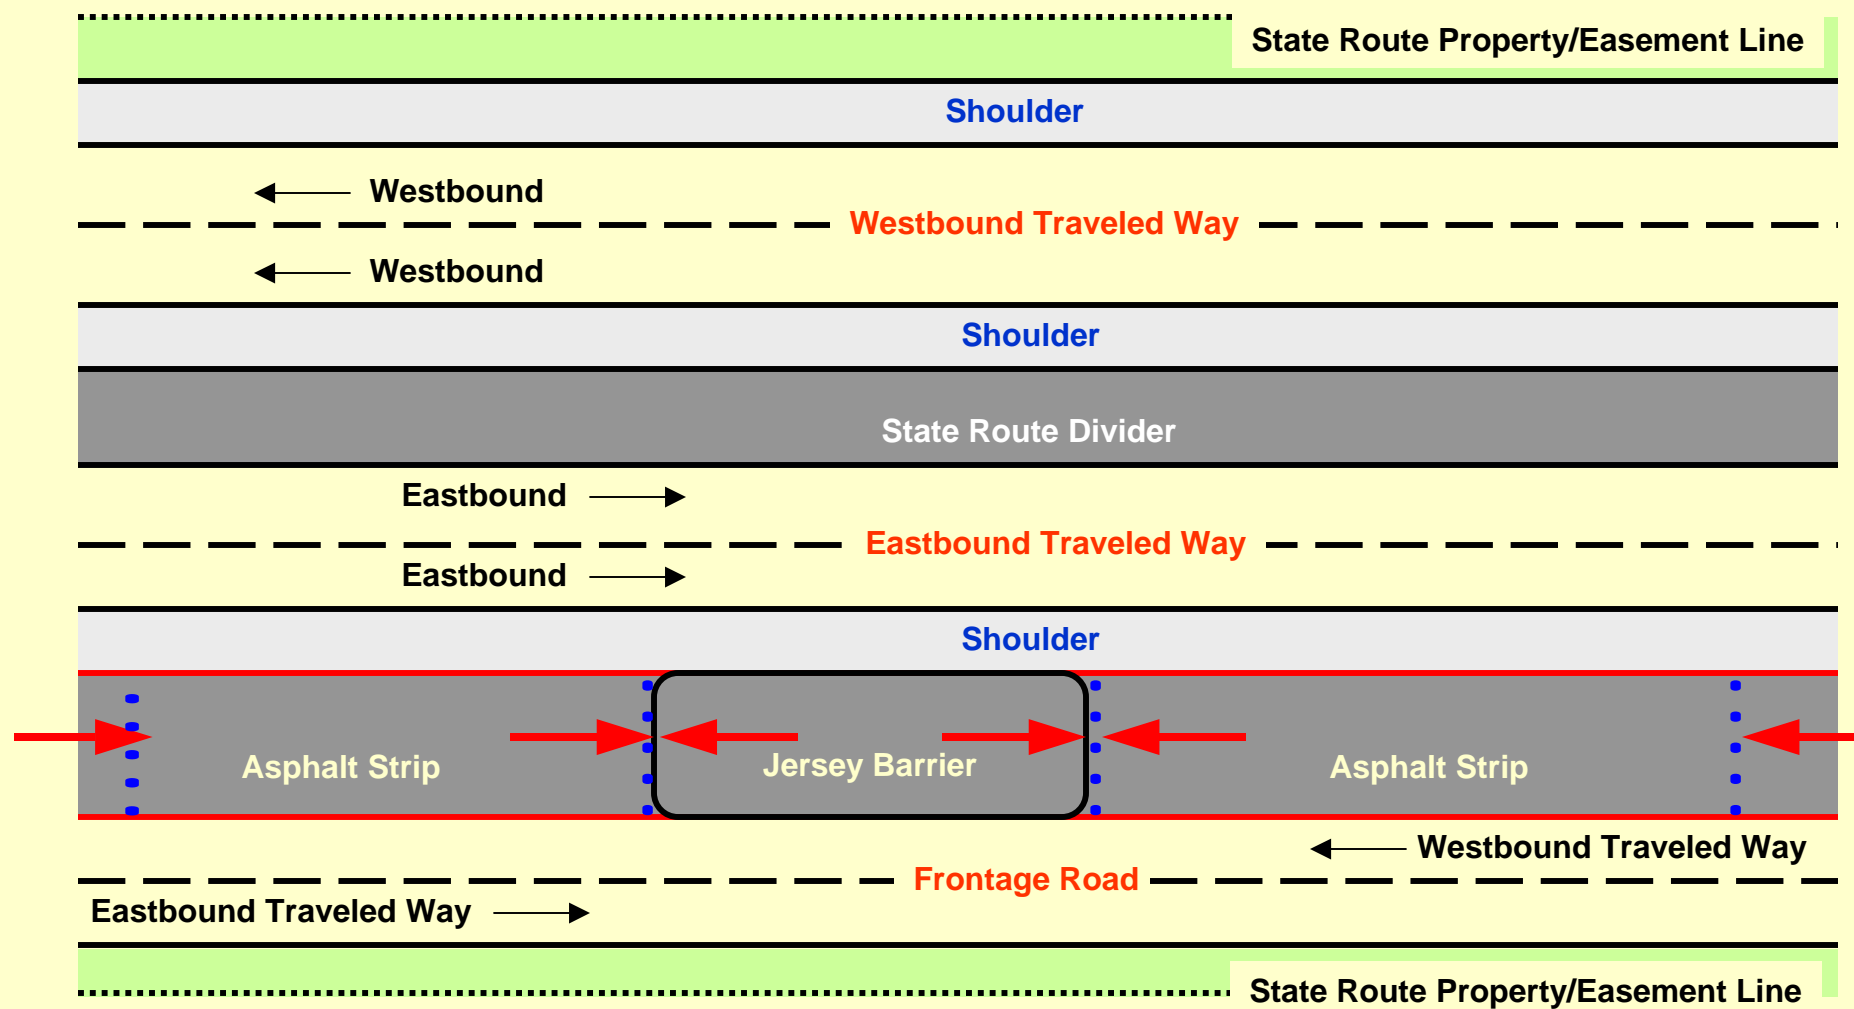 State Route Property/Easement Line
Shoulder
Westbound
Westbound Traveled Way
Westbound
Shoulder
State Route Divider
Eastbound
Eastbound Traveled Way
Eastbound
Shoulder
Asphalt Strip
Jersey Barrier
Asphalt Strip
Westbound Traveled Way
Frontage Road
Eastbound Traveled Way
State Route Property/Easement Line